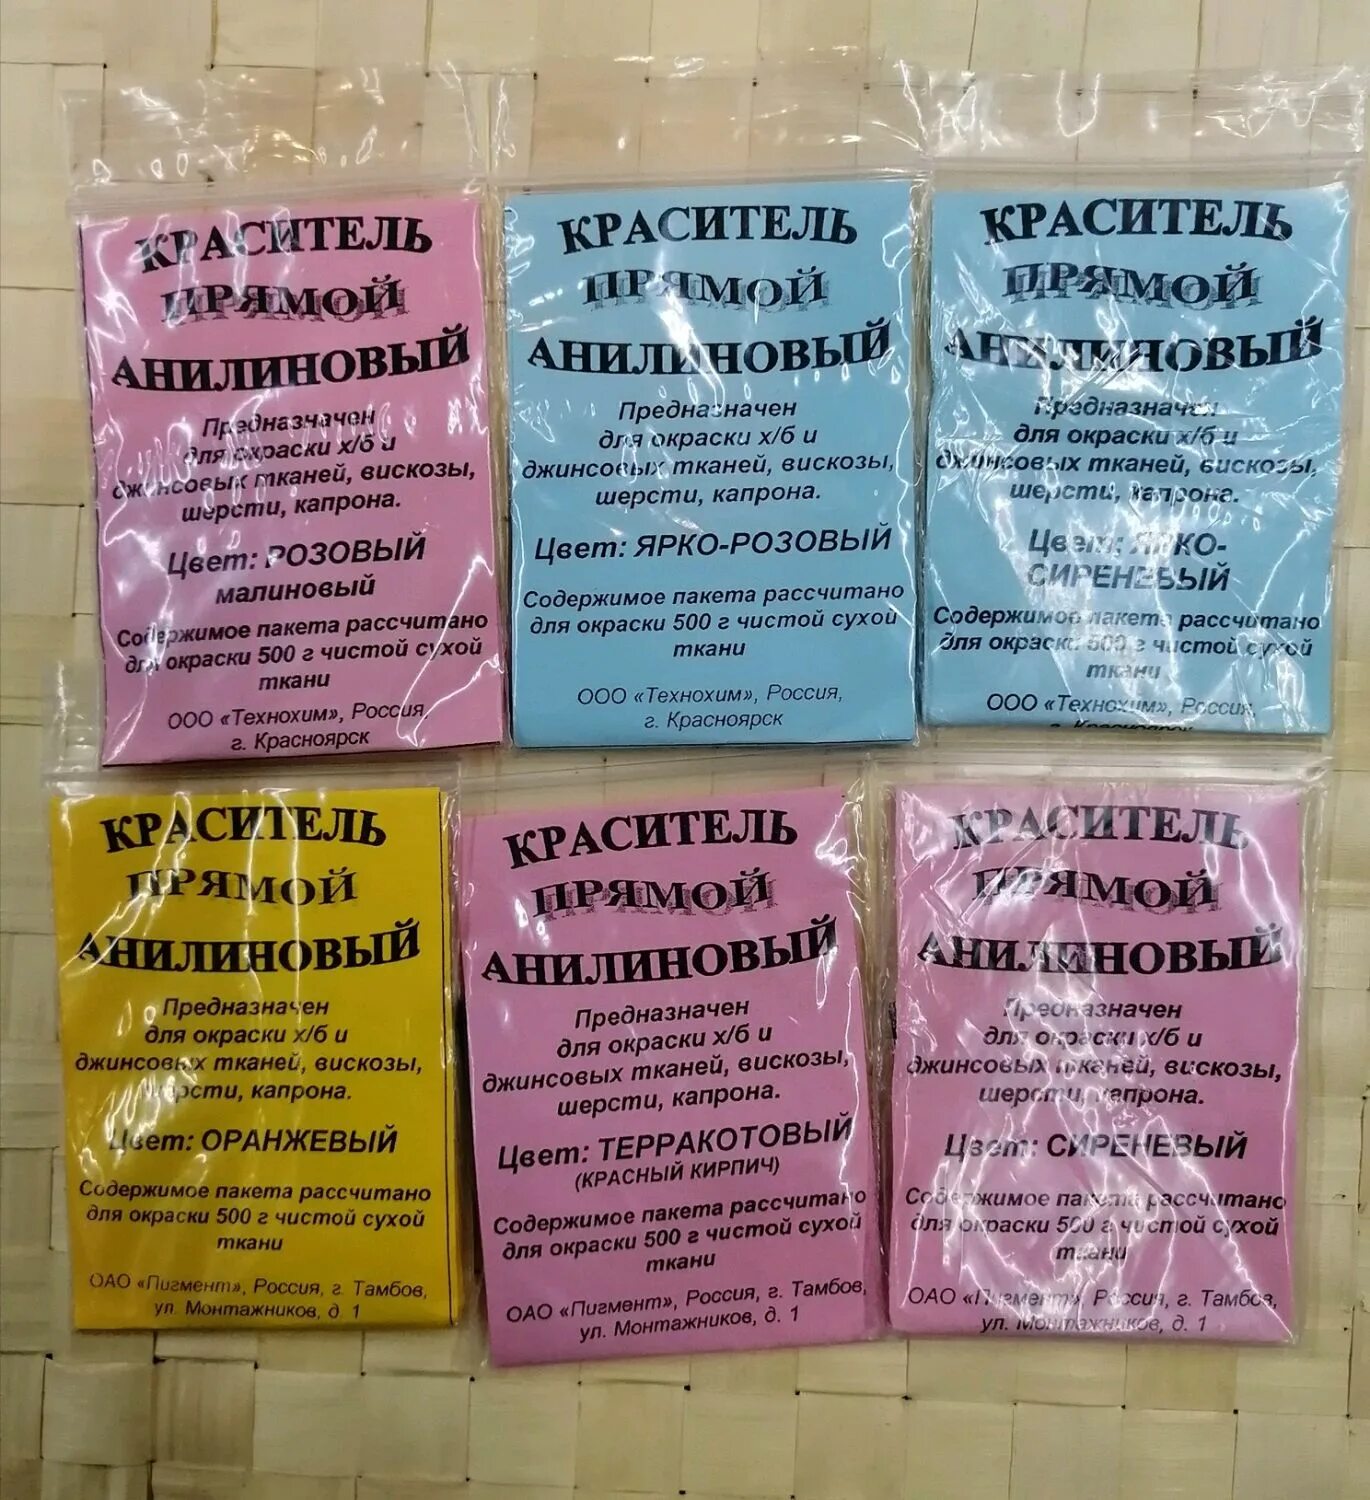 КРАСИТЕЛЬ
ПРЯМОЙ
АНИЛИНОВЫЙ
Предназначен
для окраски х/б и
джинсовых тканей, вискозы,
шерсти, капрона.
Цвет: РОЗОВЫЙ
малиновый
Содержимое пакета рассчитано
для окраски 500 г чистой сухой
ткани
ООО «Технохим», Россия,
г. Красноярск
КРАСИТЕЛЬ
ПРЯМОЙ
АНИЛИНОВЫЙ
Предназначен
для окраски х/б и
джинсовых тканей, вискозы,
шерсти, капрона.
Цвет: ЯРКО-РОЗОВЫЙ
Содержимое пакета рассчитано
для окраски 500 г чистой сухой
ткани
ООО «Технохим», Россия,
г. Красноярск
КРАСИТЕЛЬ
ПРЯМОЙ
АНИЛИНОВЫЙ
Предназначен
для окраски х/б и
джинсовых тканей, вискозы,
шерсти, капрона.
Цвет: ЯРКО-
СИРЕНЕВЫЙ
Содержимое пакета рассчитано
для окраски 500 г чистой сухой
ткани
ООО «Технохим», Россия,
г. Красноярск
КРАСИТЕЛЬ
ПРЯМОЙ
АНИЛИНОВЫЙ
Предназначен
для окраски х/б и
джинсовых тканей, вискозы,
шерсти, капрона.
Цвет: ОРАНЖЕВЫЙ
Содержимое пакета рассчитано
для окраски 500 г чистой сухой
ткани
ОАО «Пигмент», Россия, г. Тамбов,
ул. Монтажников, д. 1
КРАСИТЕЛЬ
ПРЯМОЙ
АНИЛИНОВЫЙ
Предназначен
для окраски х/б и
джинсовых тканей, вискозы,
шерсти, капрона.
Цвет: ТЕРРАКОТОВЫЙ
(КРАСНЫЙ КИРПИЧ)
Содержимое пакета рассчитано
для окраски 500 г чистой сухой
ткани
ОАО «Пигмент», Россия, г. Тамбов,
ул. Монтажников, д. 1
КРАСИТЕЛЬ
ПРЯМОЙ
АНИЛИНОВЫЙ
Предназначен
для окраски х/б и
джинсовых тканей, вискозы,
шерсти, капрона.
Цвет: СИРЕНЕВЫЙ
Содержимое пакета рассчитано
для окраски 500 г чистой сухой
ткани
ОАО «Пигмент», Россия, г. Тамбов,
ул. Монтажников, д. 1